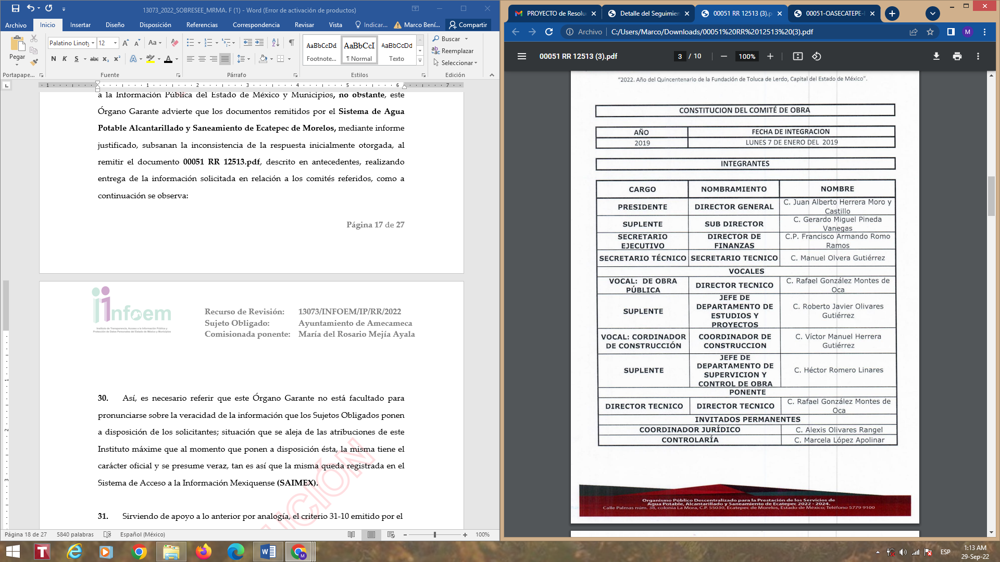 13073_2022_SOBRESEE_MRMA. F (1) - Word (Error de activación de productos)
Archivo Inicio Insertar Diseño Disposición Referencias Correspondencia Revisar Vista Indicar... Marco Bení... Compartir
Pegar
Palatino Linoty 12
Aa
N K S abc x₂ x²
AaBbCcDd AaBbCcI AaBbCcDd
Footnote... ¶ Normal Texto
Buscar
Reemplazar
Seleccionar
Portapape... Fuente Párrafo Estilos Edición
a la Información Pública del Estado de México y Municipios, no obstante, este
Órgano Garante advierte que los documentos remitidos por el Sistema de Agua
Potable Alcantarillado y Saneamiento de Ecatepec de Morelos, mediante informe
justificado, subsanan la inconsistencia de la respuesta inicialmente otorgada, al
remitir el documento 00051 RR 12513.pdf, descrito en antecedentes, realizando
entrega de la información solicitada en relación a los comités referidos, como a
continuación se observa:
Página 17 de 27
infoem
Instituto de Transparencia, Acceso a la Información Pública y
Protección de Datos Personales del Estado de México y Municipios
Recurso de Revisión: 13073/INFOEM/IP/RR/2022
Sujeto Obligado: Ayuntamiento de Amecameca
Comisionada ponente: María del Rosario Mejía Ayala
30. Así, es necesario referir que este Órgano Garante no está facultado para
pronunciarse sobre la veracidad de la información que los Sujetos Obligados ponen
a disposición de los solicitantes; situación que se aleja de las atribuciones de este
Instituto máxime que al momento que ponen a disposición ésta, la misma tiene el
carácter oficial y se presume veraz, tan es así que la misma queda registrada en el
Sistema de Acceso a la Información Mexiquense (SAIMEX).
31. Sirviendo de apoyo a lo anterior por analogía, el criterio 31-10 emitido por el
Página 18 de 27 5840 palabras Español (México) 100%
PROYECTO de Resolu Detalle del Seguimien 00051 RR 12513 (3).p 00051-OASECATEPE-
Archivo C:/Users/Marco/Downloads/00051%20RR%2012513%20(3).pdf
00051 RR 12513 (3).pdf 3 / 10 100%
"2022. Año del Quincentenario de la Fundación de Toluca de Lerdo, Capital del Estado de México".
CONSTITUCION DEL COMITÉ DE OBRA
AÑO FECHA DE INTEGRACION
2019 LUNES 7 DE ENERO DEL 2019
INTEGRANTES
CARGO NOMBRAMIENTO NOMBRE
PRESIDENTE DIRECTOR GENERAL C. Juan Alberto Herrera Moro y
Castillo
SUPLENTE SUB DIRECTOR C. Gerardo Miguel Pineda
Vanegas
SECRETARIO DIRECTOR DE C.P. Francisco Armando Romo
EJECUTIVO FINANZAS Ramos
SECRETARIO TÉCNICO SECRETARIO TECNICO C. Manuel Olvera Gutiérrez
VOCALES
VOCAL: DE OBRA DIRECTOR TECNICO C. Rafael González Montes de
PÚBLICA Oca
SUPLENTE JEFE DE
DEPARTAMENTO DE C. Roberto Javier Olivares
ESTUDIOS Y Gutiérrez
PROYECTOS
VOCAL: CORDINADOR COORDINADOR DE C. Víctor Manuel Herrera
DE CONSTRUCCIÓN CONSTRUCCION Gutiérrez
SUPLENTE JEFE DE
DEPARTAMENTO DE C. Héctor Romero Linares
SUPERVICION Y
CONTROL DE OBRA
PONENTE
DIRECTOR TECNICO DIRECTOR TECNICO C. Rafael González Montes de
Oca
INVITADOS PERMANENTES
COORDINADOR JURÍDICO C. Alexis Olivares Rangel
CONTROLARÍA C. Marcela López Apolinar
Organismo Público Descentralizado para la Prestación de los Servicios de
Agua Potable, Alcantarillado y Saneamiento de Ecatepec 2022 - 2024.
Calle Palmas núm. 38, colonia La Mora, C.P. 55030, Ecatepec de Morelos, Estado de México; Teléfono 5779 9100
ESP
1:13 AM
29-Sep-22